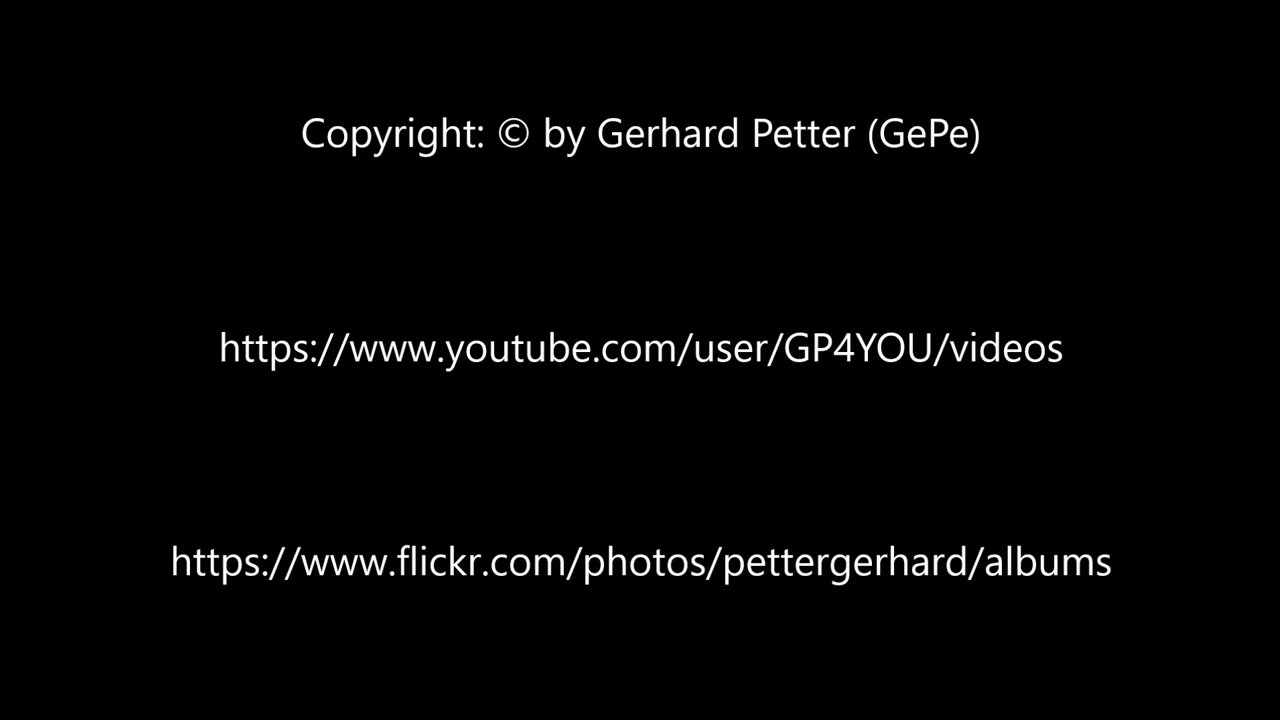 Copyright: © by Gerhard Petter (GePe)
https://www.youtube.com/user/GP4YOU/videos
https://www.flickr.com/photos/pettergerhard/albums